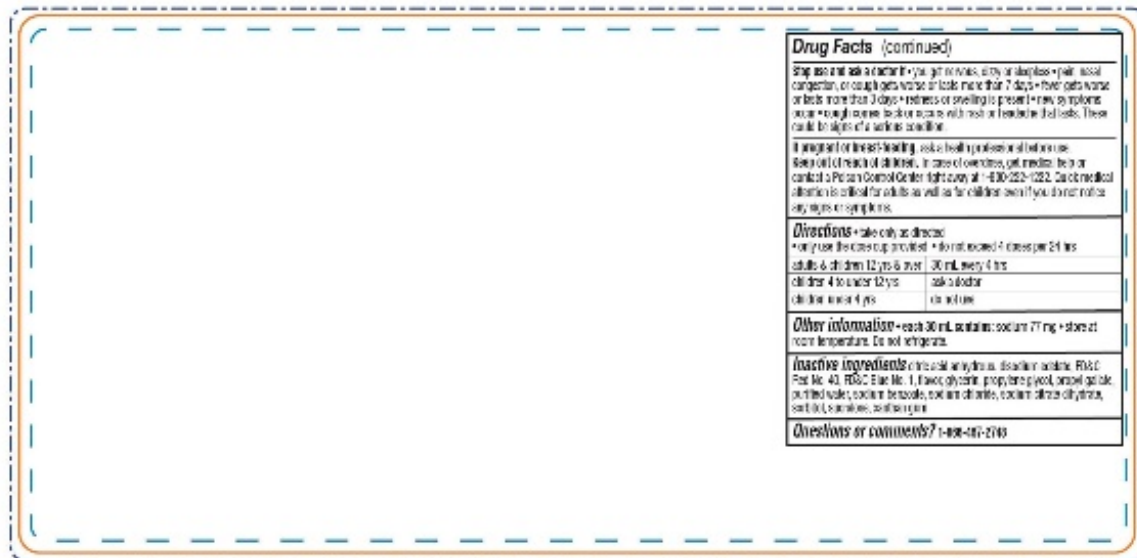 Drug Facts (continued)
Stop use and ask a doctor if • you get nervous, dizzy or sleepless • pain, nasal
congestion, or cough gets worse or lasts more than 7 days • fever gets worse
or lasts more than 3 days • redness or swelling is present • new symptoms
occur • cough comes back or occurs with rash or headache that lasts. These
could be signs of a serious condition.
If pregnant or breast-feeding, ask a health professional before use.
Keep out of reach of children. In case of overdose, get medical help or
contact a Poison Control Center right away at 1-800-222-1222. Quick medical
attention is critical for adults as well as for children even if you do not notice
any signs or symptoms.
Directions • take only as directed
• only use the dose cup provided • do not exceed 4 doses per 24 hrs
adults & children 12 yrs & over 30 mL every 4 hrs
children 4 to under 12 yrs ask a doctor
children under 4 yrs do not use
Other information • each 30 mL contains: sodium 77 mg • store at
room temperature. Do not refrigerate.
Inactive ingredients citric acid anhydrous, disodium edetate, FD&C
Red No. 40, FD&C Blue No. 1, flavor, glycerin, propylene glycol, propyl gallate,
purified water, sodium benzoate, sodium chloride, sodium citrate dihydrate,
sorbitol, sucralose, xanthan gum
Questions or comments?